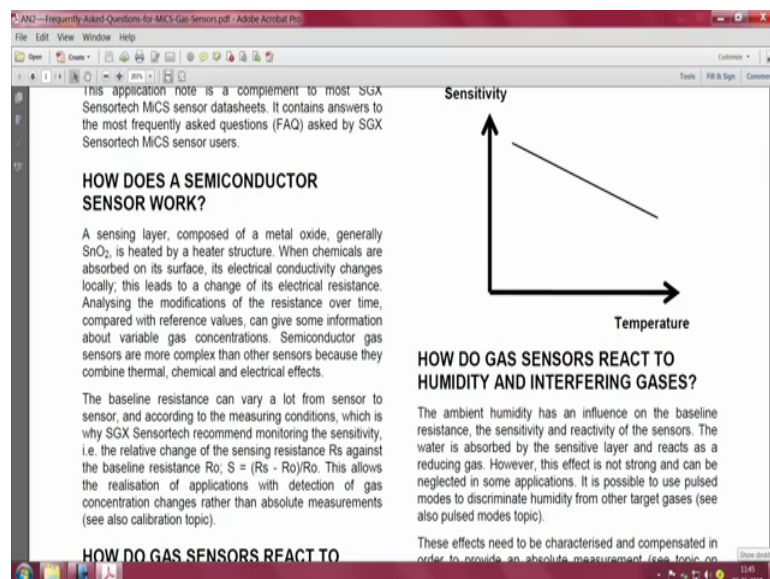 AN2---Frequently-Asked-Questions-for-MiCS-Gas-Sensors.pdf - Adobe Acrobat Pro
File Edit View Window Help
Open Create Customize
1 / 4 Tools Fill & Sign Comment
This application note is a complement to most SGX
Sensortech MiCS sensor datasheets. It contains answers to
the most frequently asked questions (FAQ) asked by SGX
Sensortech MiCS sensor users.
HOW DOES A SEMICONDUCTOR
SENSOR WORK?
A sensing layer, composed of a metal oxide, generally
SnO2, is heated by a heater structure. When chemicals are
absorbed on its surface, its electrical conductivity changes
locally; this leads to a change of its electrical resistance.
Analysing the modifications of the resistance over time,
compared with reference values, can give some information
about variable gas concentrations. Semiconductor gas
sensors are more complex than other sensors because they
combine thermal, chemical and electrical effects.
The baseline resistance can vary a lot from sensor to
sensor, and according to the measuring conditions, which is
why SGX Sensortech recommend monitoring the sensitivity,
i.e. the relative change of the sensing resistance Rs against
the baseline resistance Ro; S = (Rs - Ro)/Ro. This allows
the realisation of applications with detection of gas
concentration changes rather than absolute measurements
(see also calibration topic).
HOW DO GAS SENSORS REACT TO
Sensitivity
Temperature
HOW DO GAS SENSORS REACT TO
HUMIDITY AND INTERFERING GASES?
The ambient humidity has an influence on the baseline
resistance, the sensitivity and reactivity of the sensors. The
water is absorbed by the sensitive layer and reacts as a
reducing gas. However, this effect is not strong and can be
neglected in some applications. It is possible to use pulsed
modes to discriminate humidity from other target gases (see
also pulsed modes topic).
These effects need to be characterised and compensated in
order to provide an absolute measurement (see topic on
Show desktop
11:45